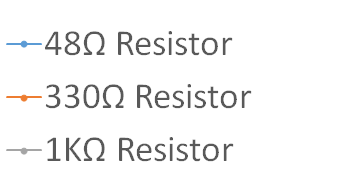 48Ω Resistor
330Ω Resistor
1KΩ Resistor